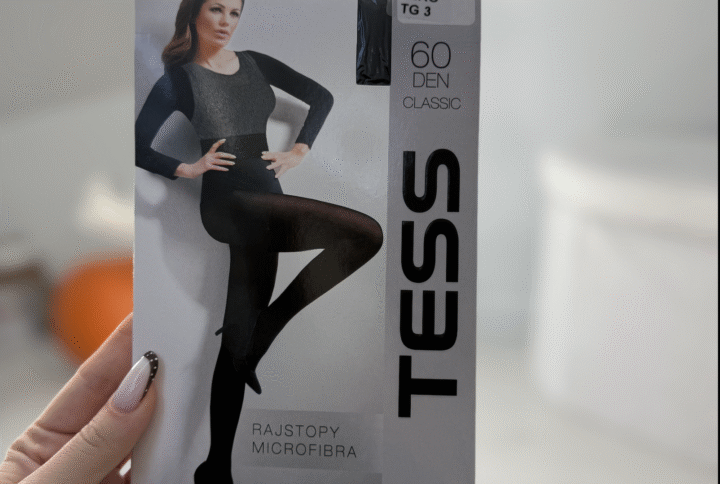 TG 3
60
DEN
CLASSIC
TESS
RAJSTOPY
MICROFIBRA